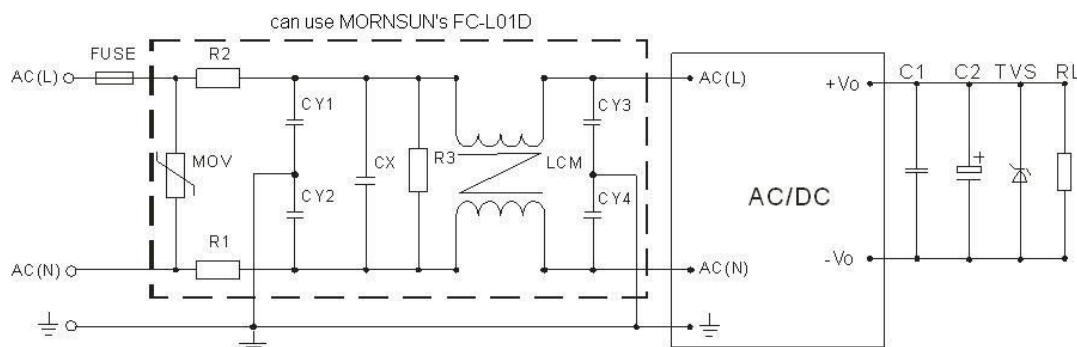 can use MORNSUN's FC-L01D
FUSE
R2
AC(L)
AC(L)
C1
C2
TVS
RL
+Vo
CY1
CY3
+
MOV
CX
R3
LCM
AC/DC
CY2
CY4
R1
AC(N)
AC(N)
-Vo